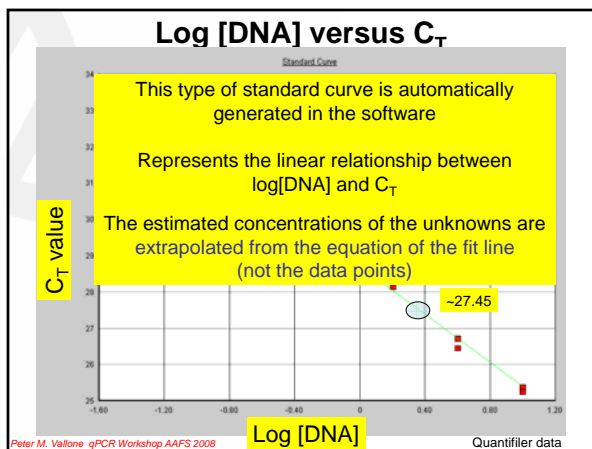 Log [DNA] versus CT
Standard Curve
34
33
32
31
30
29
28
27
26
25
CT value
This type of standard curve is automatically
generated in the software
Represents the linear relationship between
log[DNA] and CT
The estimated concentrations of the unknowns are
extrapolated from the equation of the fit line
(not the data points)
~27.45
-1.60 -1.20 -0.80 -0.40 0 0.40 0.80 1.20
Log [DNA]
Peter M. Vallone qPCR Workshop AAFS 2008
Quantifiler data